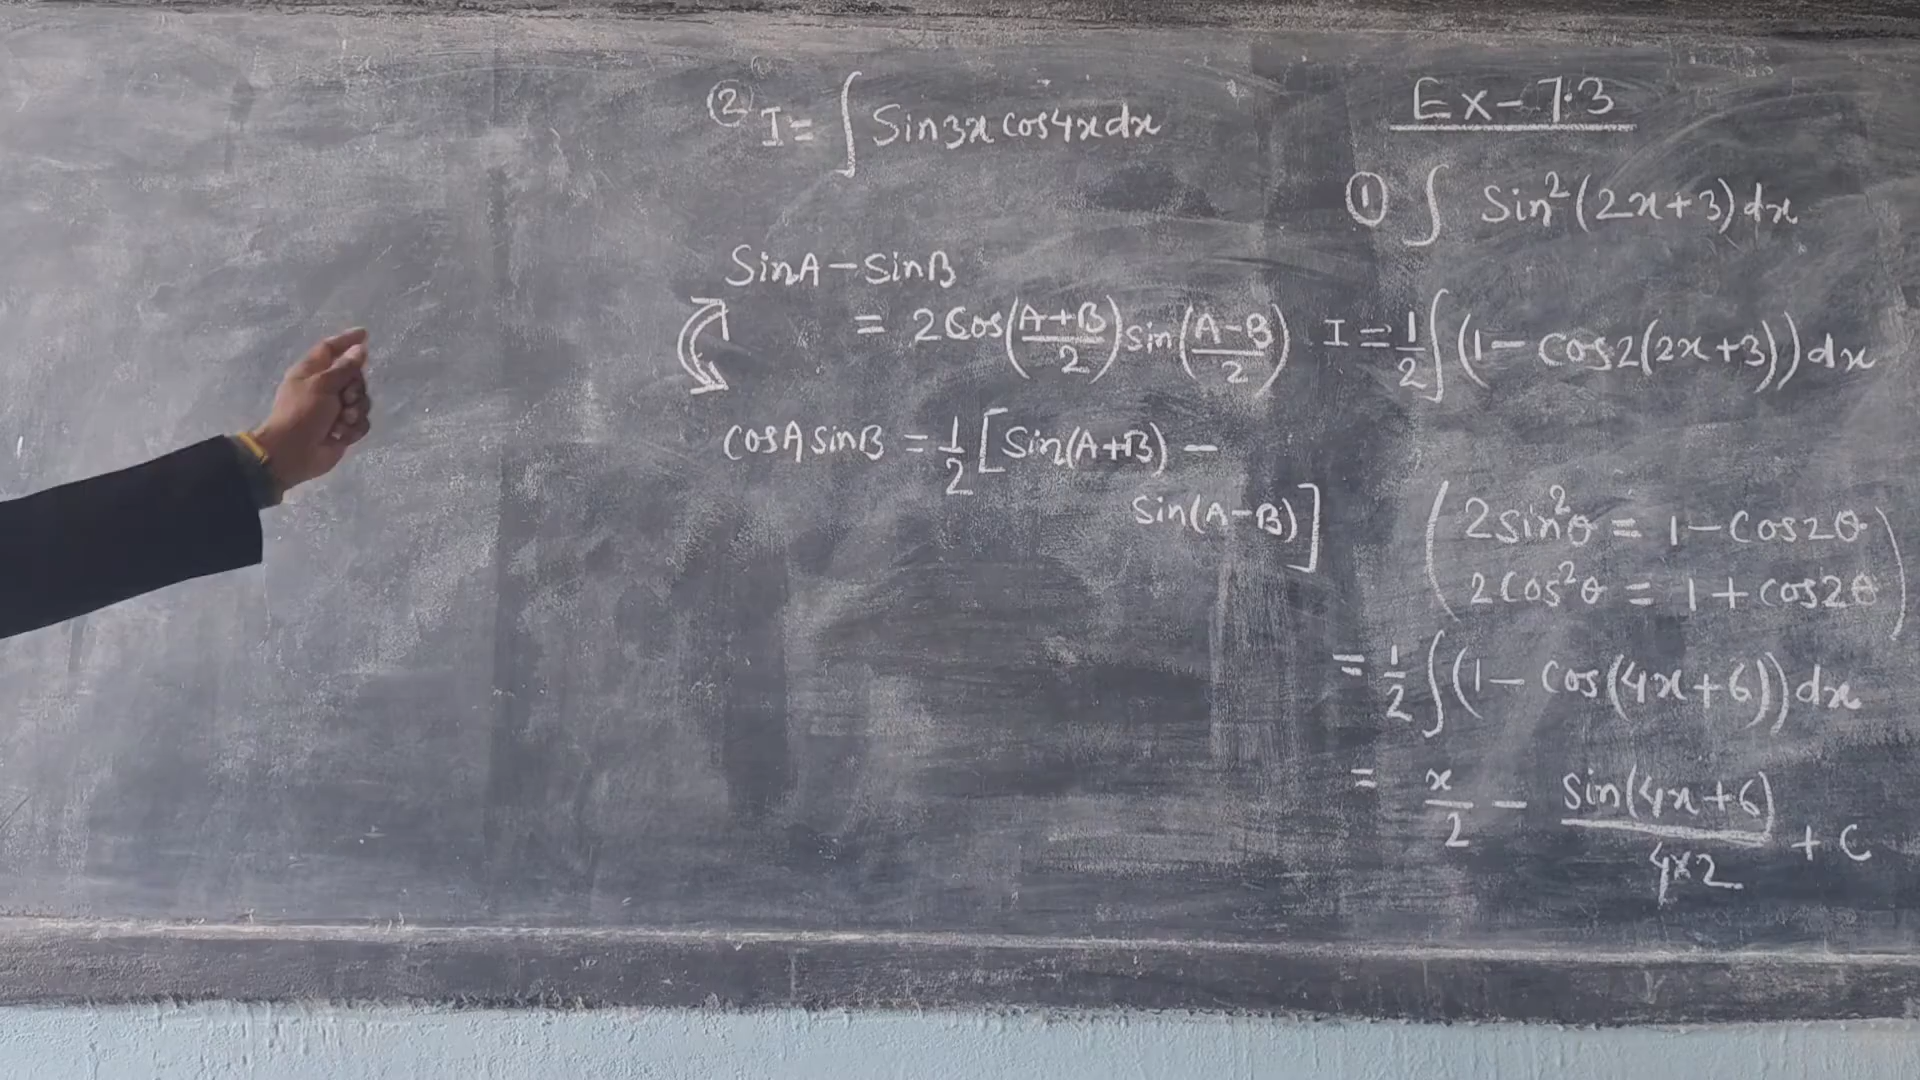 Ex-7.3
① ∫ Sin²(2x+3)dx
I = 1/2 ∫(1 - cos2(2x+3))dx
(2sin²θ = 1 - cos2θ
2cos²θ = 1 + cos2θ)
= 1/2 ∫(1 - cos(4x+6))dx
= x/2 - sin(4x+6)/4×2 + c
② I = ∫ Sin3x cos4x dx
SinA - SinB
= 2Cos((A+B)/2) sin((A-B)/2)
cosA sinB = 1/2 [Sin(A+B) -
Sin(A-B)]